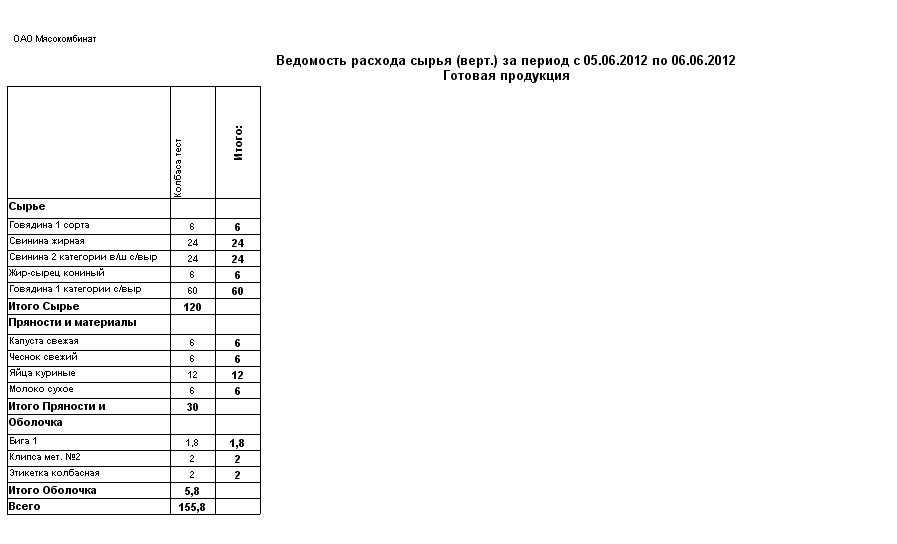 ОАО Мясокомбинат
Ведомость расхода сырья (верт.) за период с 05.06.2012 по 06.06.2012
Готовая продукция
Колбаса тест Итого:
Сырье
Говядина 1 сорта 6 6
Свинина жирная 24 24
Свинина 2 категории в/ш с/выр 24 24
Жир-сырец кониный 6 6
Говядина 1 категории с/выр 60 60
Итого Сырье 120
Пряности и материалы
Капуста свежая 6 6
Чеснок свежий 6 6
Яйца куриные 12 12
Молоко сухое 6 6
Итого Пряности и 30
Оболочка
Бига 1 1,8 1,8
Клипса мет. №2 2 2
Этикетка колбасная 2 2
Итого Оболочка 5,8
Всего 155,8